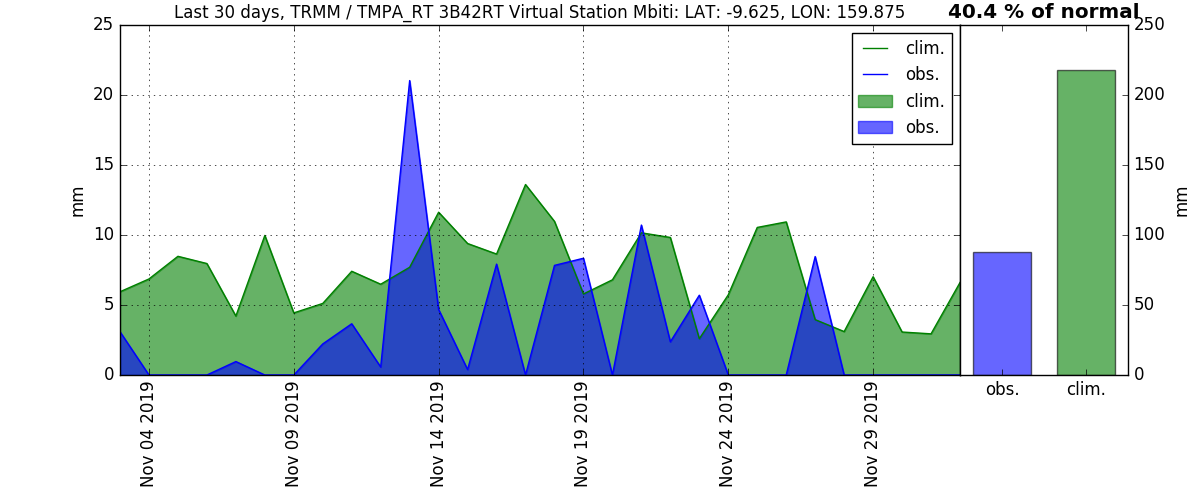 Last 30 days, TRMM / TMPA_RT 3B42RT Virtual Station Mbiti: LAT: -9.625, LON: 159.875
40.4 % of normal
25
20
15
10
5
0
mm
clim.
obs.
clim.
obs.
Nov 04 2019
Nov 09 2019
Nov 14 2019
Nov 19 2019
Nov 24 2019
Nov 29 2019
250
200
150
100
50
0
mm
obs.
clim.